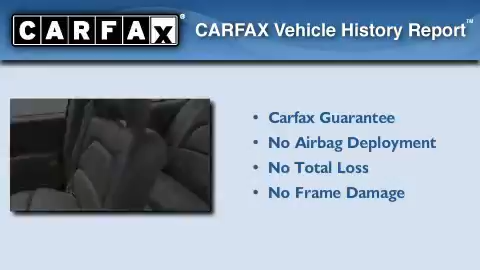 CARFAX® CARFAX Vehicle History Report™
• Carfax Guarantee
• No Airbag Deployment
• No Total Loss
• No Frame Damage